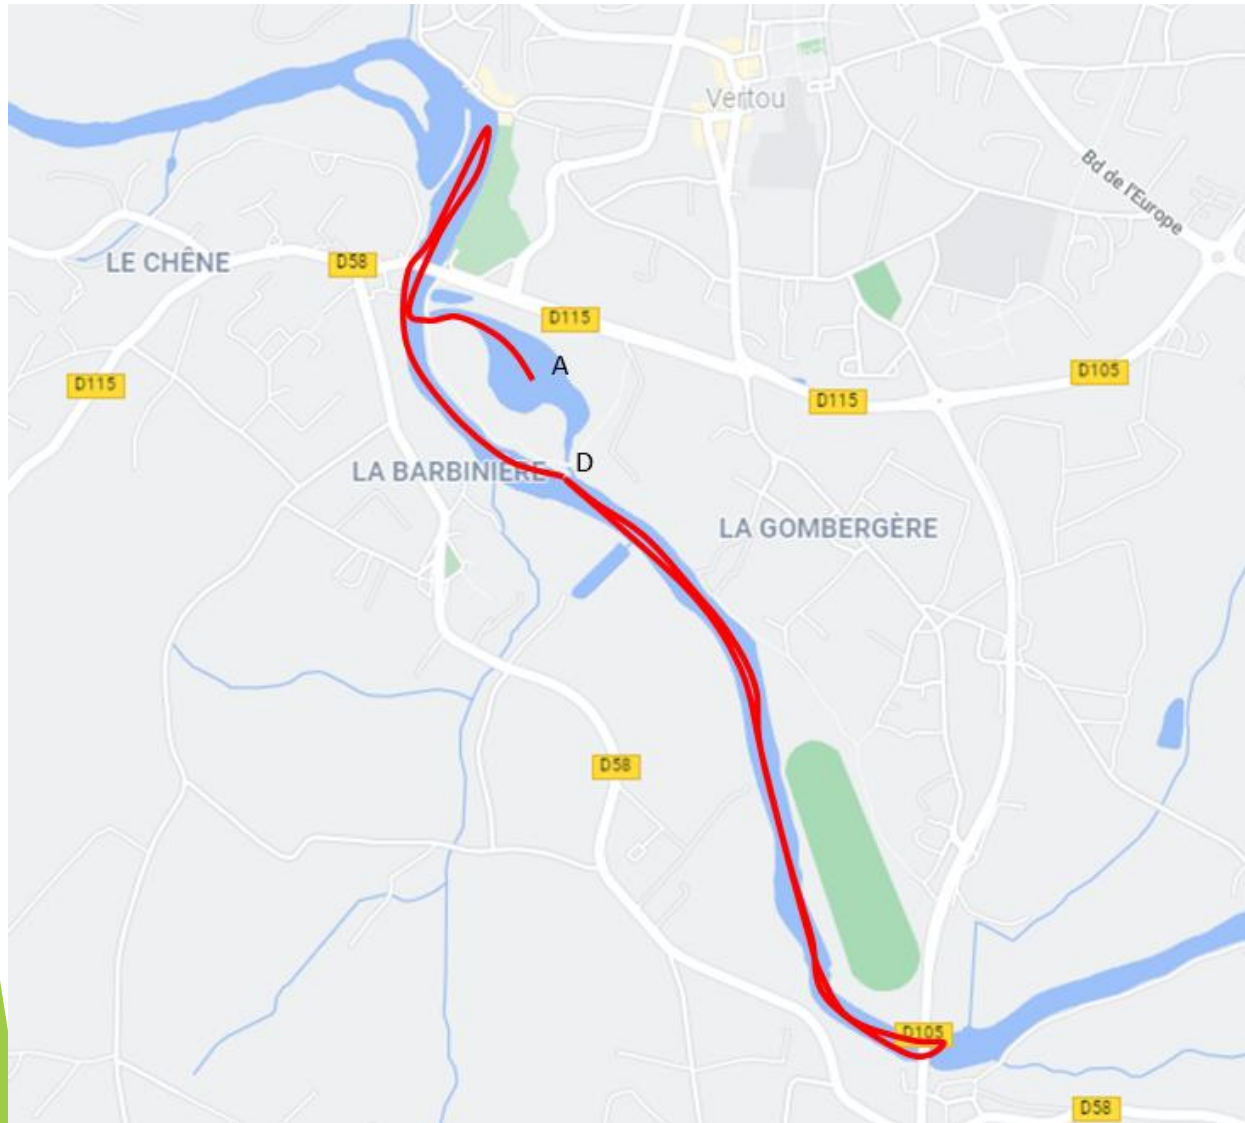 Vertou
Bd de l'Europe
LE CHÊNE
D58
D115
D115
D105
D115
A
D
LA BARBINIÈRE
LA GOMBERGÈRE
D58
D105
D58